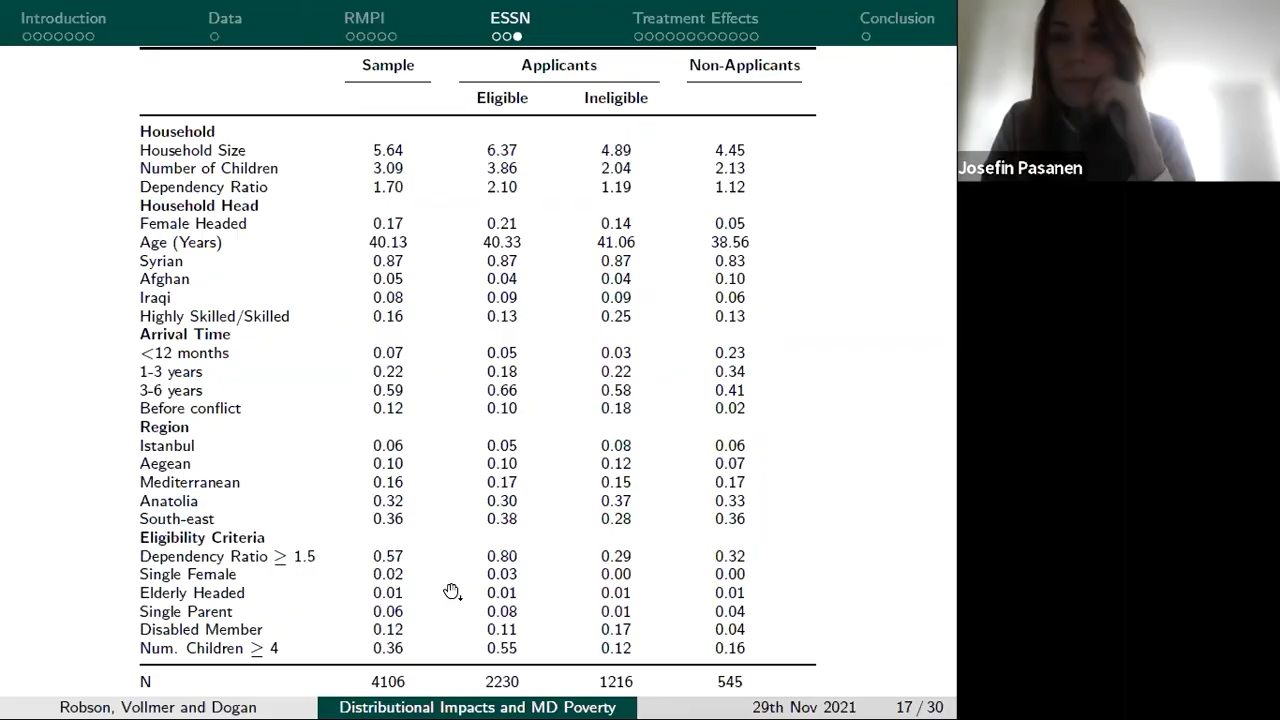 Introduction Data RMPI ESSN Treatment Effects Conclusion
Sample Applicants Non-Applicants
Eligible Ineligible
Household
Household Size 5.64 6.37 4.89 4.45
Number of Children 3.09 3.86 2.04 2.13
Dependency Ratio 1.70 2.10 1.19 1.12
Household Head
Female Headed 0.17 0.21 0.14 0.05
Age (Years) 40.13 40.33 41.06 38.56
Syrian 0.87 0.87 0.87 0.83
Afghan 0.05 0.04 0.04 0.10
Iraqi 0.08 0.09 0.09 0.06
Highly Skilled/Skilled 0.16 0.13 0.25 0.13
Arrival Time
<12 months 0.07 0.05 0.03 0.23
1-3 years 0.22 0.18 0.22 0.34
3-6 years 0.59 0.66 0.58 0.41
Before conflict 0.12 0.10 0.18 0.02
Region
Istanbul 0.06 0.05 0.08 0.06
Aegean 0.10 0.10 0.12 0.07
Mediterranean 0.16 0.17 0.15 0.17
Anatolia 0.32 0.30 0.37 0.33
South-east 0.36 0.38 0.28 0.36
Eligibility Criteria
Dependency Ratio ≥ 1.5 0.57 0.80 0.29 0.32
Single Female 0.02 0.03 0.00 0.00
Elderly Headed 0.01 0.01 0.01 0.01
Single Parent 0.06 0.08 0.01 0.04
Disabled Member 0.12 0.11 0.17 0.04
Num. Children ≥ 4 0.36 0.55 0.12 0.16
N 4106 2230 1216 545
Robson, Vollmer and Dogan Distributional Impacts and MD Poverty 29th Nov 2021 17 / 30
Josefin Pasanen